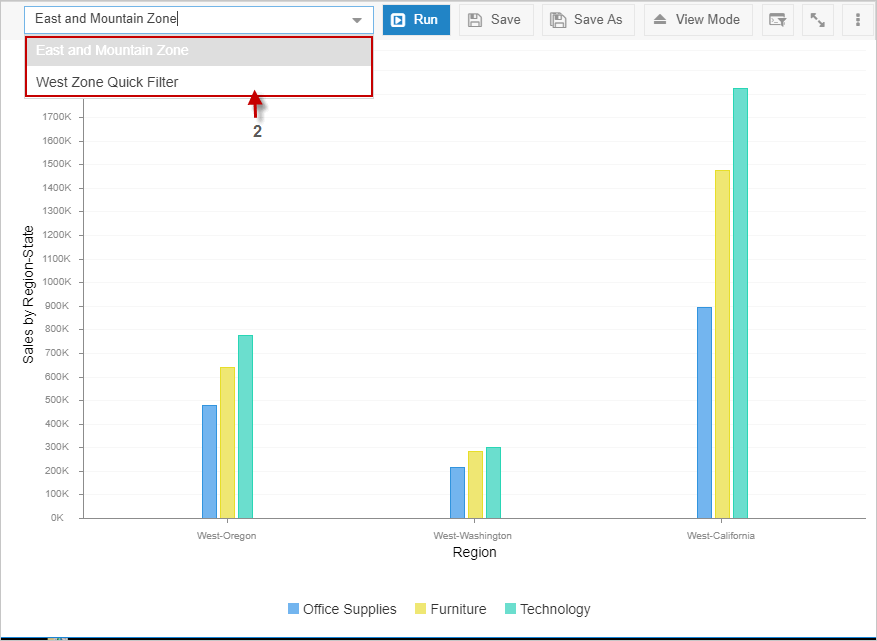 East and Mountain Zone Run Save Save As View Mode
East and Mountain Zone
West Zone Quick Filter
2
1700K
1600K
1500K
1400K
1300K
1200K
1100K
1000K
900K
800K
700K
600K
500K
400K
300K
200K
100K
0K
Sales by Region-State
West-Oregon West-Washington West-California
Region
Office Supplies Furniture Technology